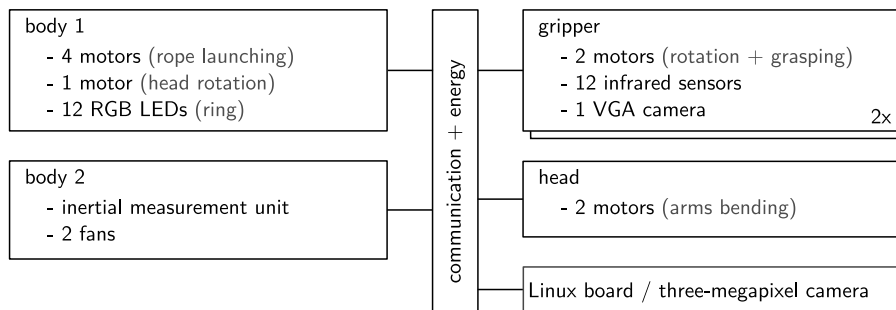 body 1
- 4 motors (rope launching)
- 1 motor (head rotation)
- 12 RGB LEDs (ring)
body 2
- inertial measurement unit
- 2 fans
communication + energy
gripper
- 2 motors (rotation + grasping)
- 12 infrared sensors
- 1 VGA camera
2x
head
- 2 motors (arms bending)
Linux board / three-megapixel camera